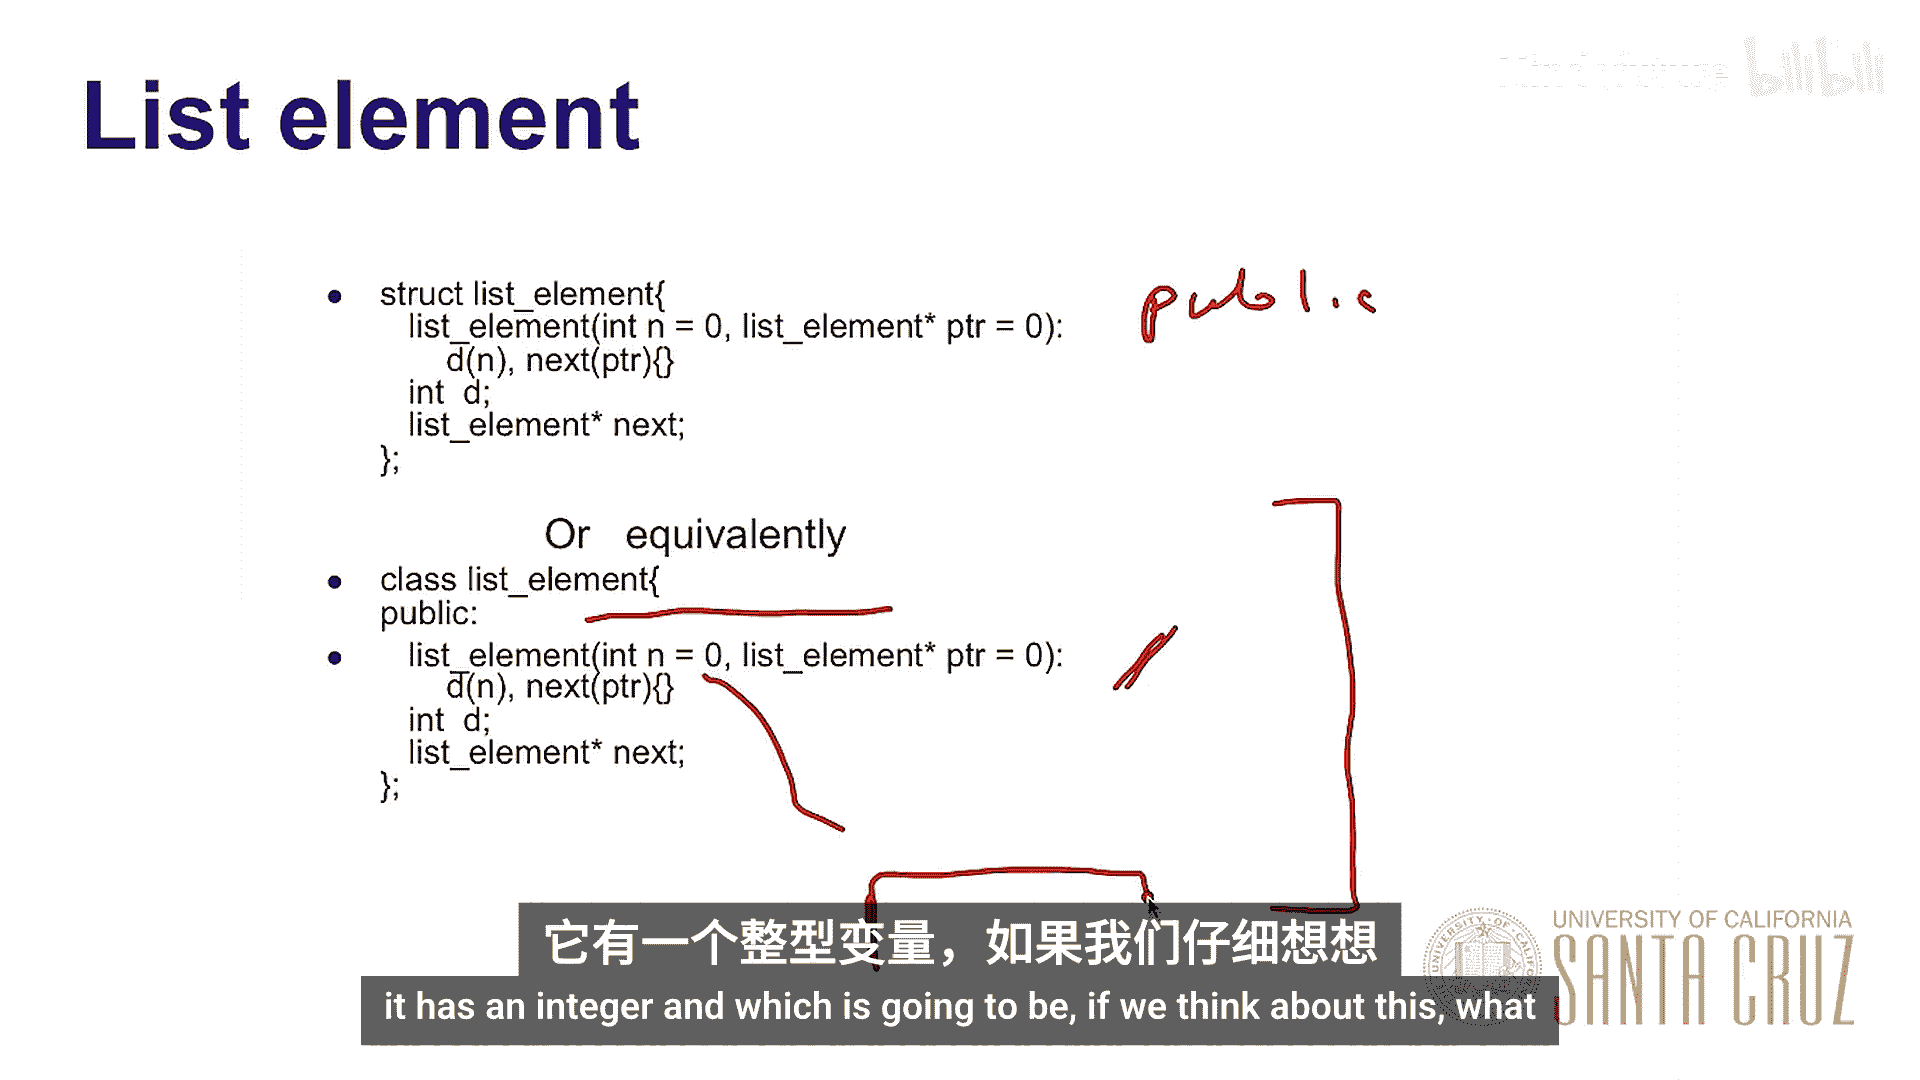 List element
bilibili
• struct list_element{
list_element(int n = 0, list_element* ptr = 0):
d(n), next(ptr){}
int d;
list_element* next;
};
public
Or equivalently
• class list_element{
public:
• list_element(int n = 0, list_element* ptr = 0):
d(n), next(ptr){}
int d;
list_element* next;
};
它有一个整型变量，如果我们仔细想想
it has an integer and which is going to be, if we think about this, what
UNIVERSITY OF CALIFORNIA
SANTA CRUZ